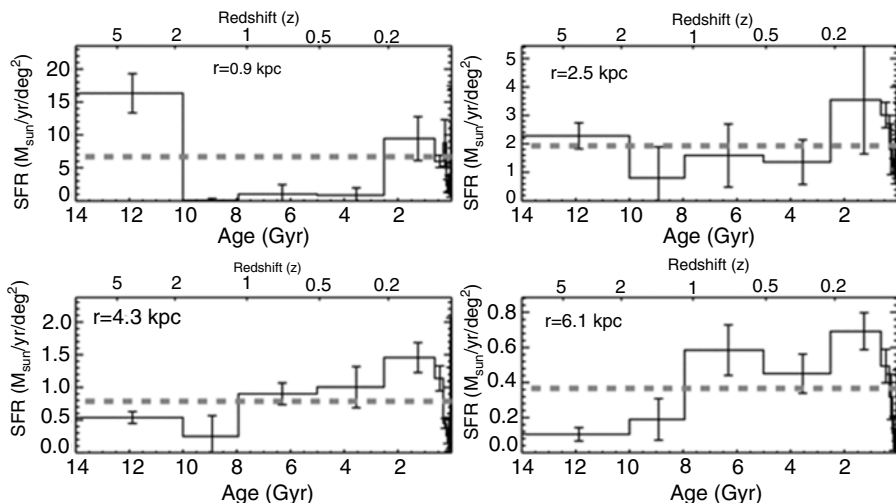 Redshift (z)
5 2 1 0.5 0.2
r=0.9 kpc
SFR (M_sun/yr/deg²)
20
15
10
5
0
14 12 10 8 6 4 2
Age (Gyr)
Redshift (z)
5 2 1 0.5 0.2
r=2.5 kpc
SFR (M_sun/yr/deg²)
5
4
3
2
1
0
14 12 10 8 6 4 2
Age (Gyr)
Redshift (z)
5 2 1 0.5 0.2
r=4.3 kpc
SFR (M_sun/yr/deg²)
2.0
1.5
1.0
0.5
0.0
14 12 10 8 6 4 2
Age (Gyr)
Redshift (z)
5 2 1 0.5 0.2
r=6.1 kpc
SFR (M_sun/yr/deg²)
0.8
0.6
0.4
0.2
0.0
14 12 10 8 6 4 2
Age (Gyr)